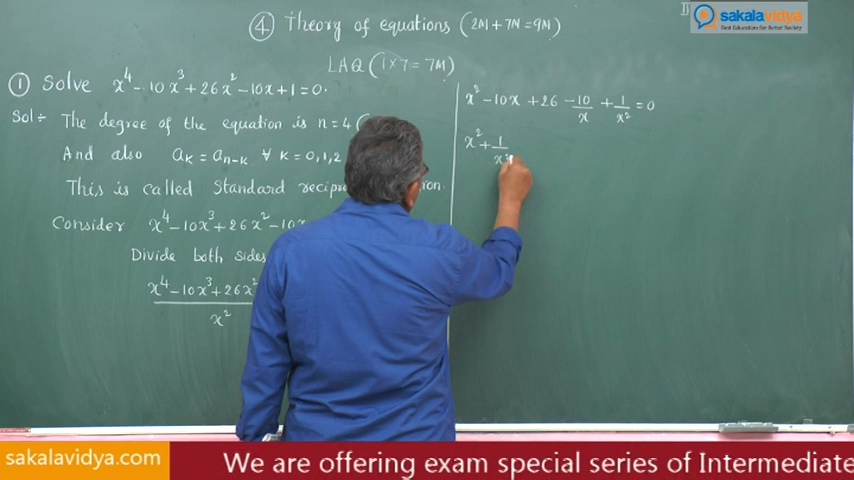 ④ Theory of equations (2M+7M=9M)
sakalavidya
Best Education for Better Society
LAQ (1×7=7M)
① Solve x⁴-10x³+26x²-10x+1=0.
Sol:- The degree of the equation is n=4 (
And also aₖ = aₙ₋ₖ ∀ k=0,1,2
This is called Standard
Consider x⁴-10x³+26x²-10x
Divide both sides
x⁴-10x³+26x²
x²
x²-10x+26-10/x+1/x²=0
x²+1/x²
sakalavidya.com
We are offering exam special series of Intermediate